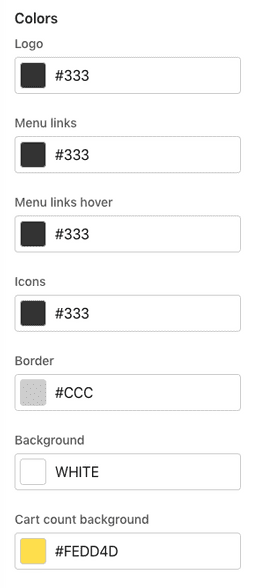 Colors
Logo
#333
Menu links
#333
Menu links hover
#333
Icons
#333
Border
#CCC
Background
WHITE
Cart count background
#FEDD4D